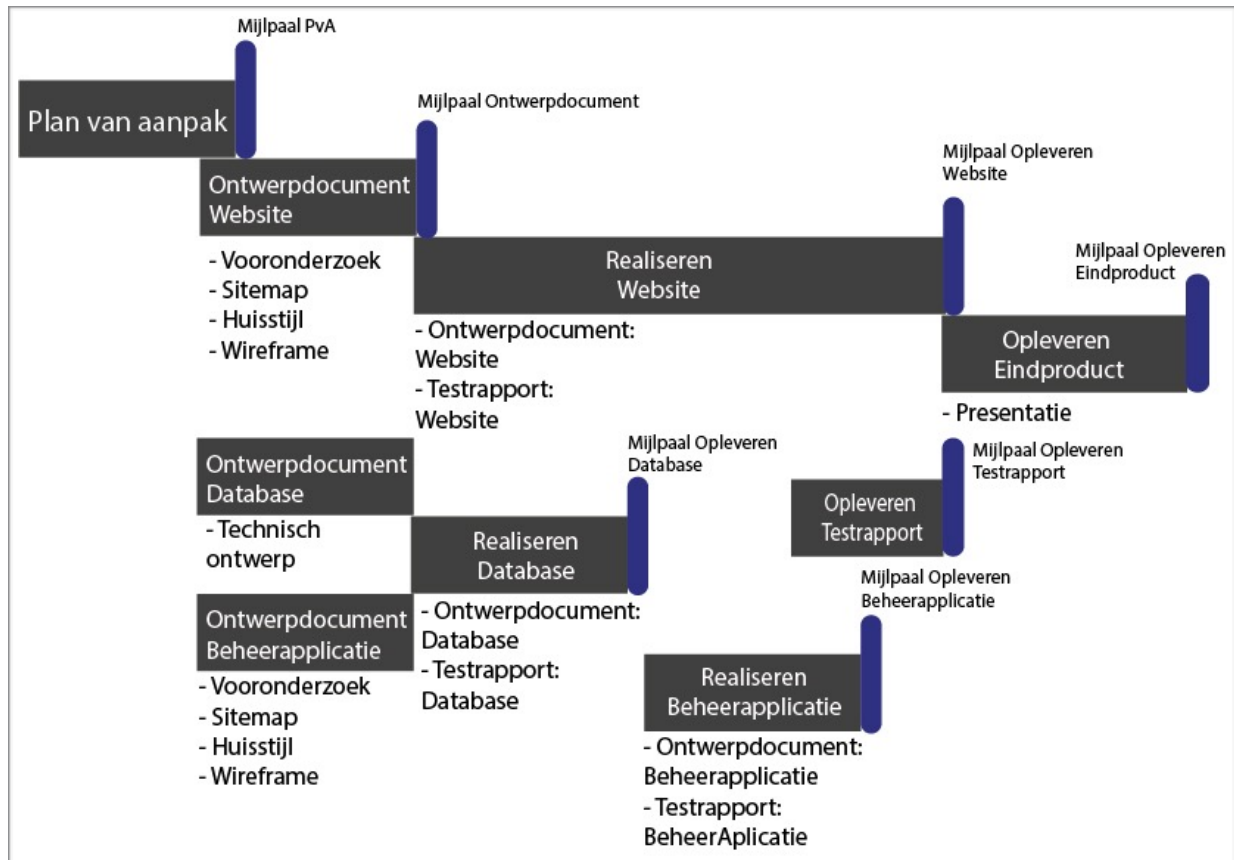 Mijlpaal PvA
Plan van aanpak
Mijlpaal Ontwerpdocument
Ontwerpdocument
Website
- Vooronderzoek
- Sitemap
- Huisstijl
- Wireframe
Mijlpaal Opleveren
Website
Realiseren
Website
- Ontwerpdocument:
Website
- Testrapport:
Website
Mijlpaal Opleveren
Eindproduct
Opleveren
Eindproduct
- Presentatie
Ontwerpdocument
Database
- Technisch
ontwerp
Mijlpaal Opleveren
Database
Realiseren
Database
- Ontwerpdocument:
Database
- Testrapport:
Database
Mijlpaal Opleveren
Testrapport
Opleveren
Testrapport
Ontwerpdocument
Beheerapplicatie
- Vooronderzoek
- Sitemap
- Huisstijl
- Wireframe
Mijlpaal Opleveren
Beheerapplicatie
Realiseren
Beheerapplicatie
- Ontwerpdocument:
Beheerapplicatie
- Testrapport:
BeheerAplicatie